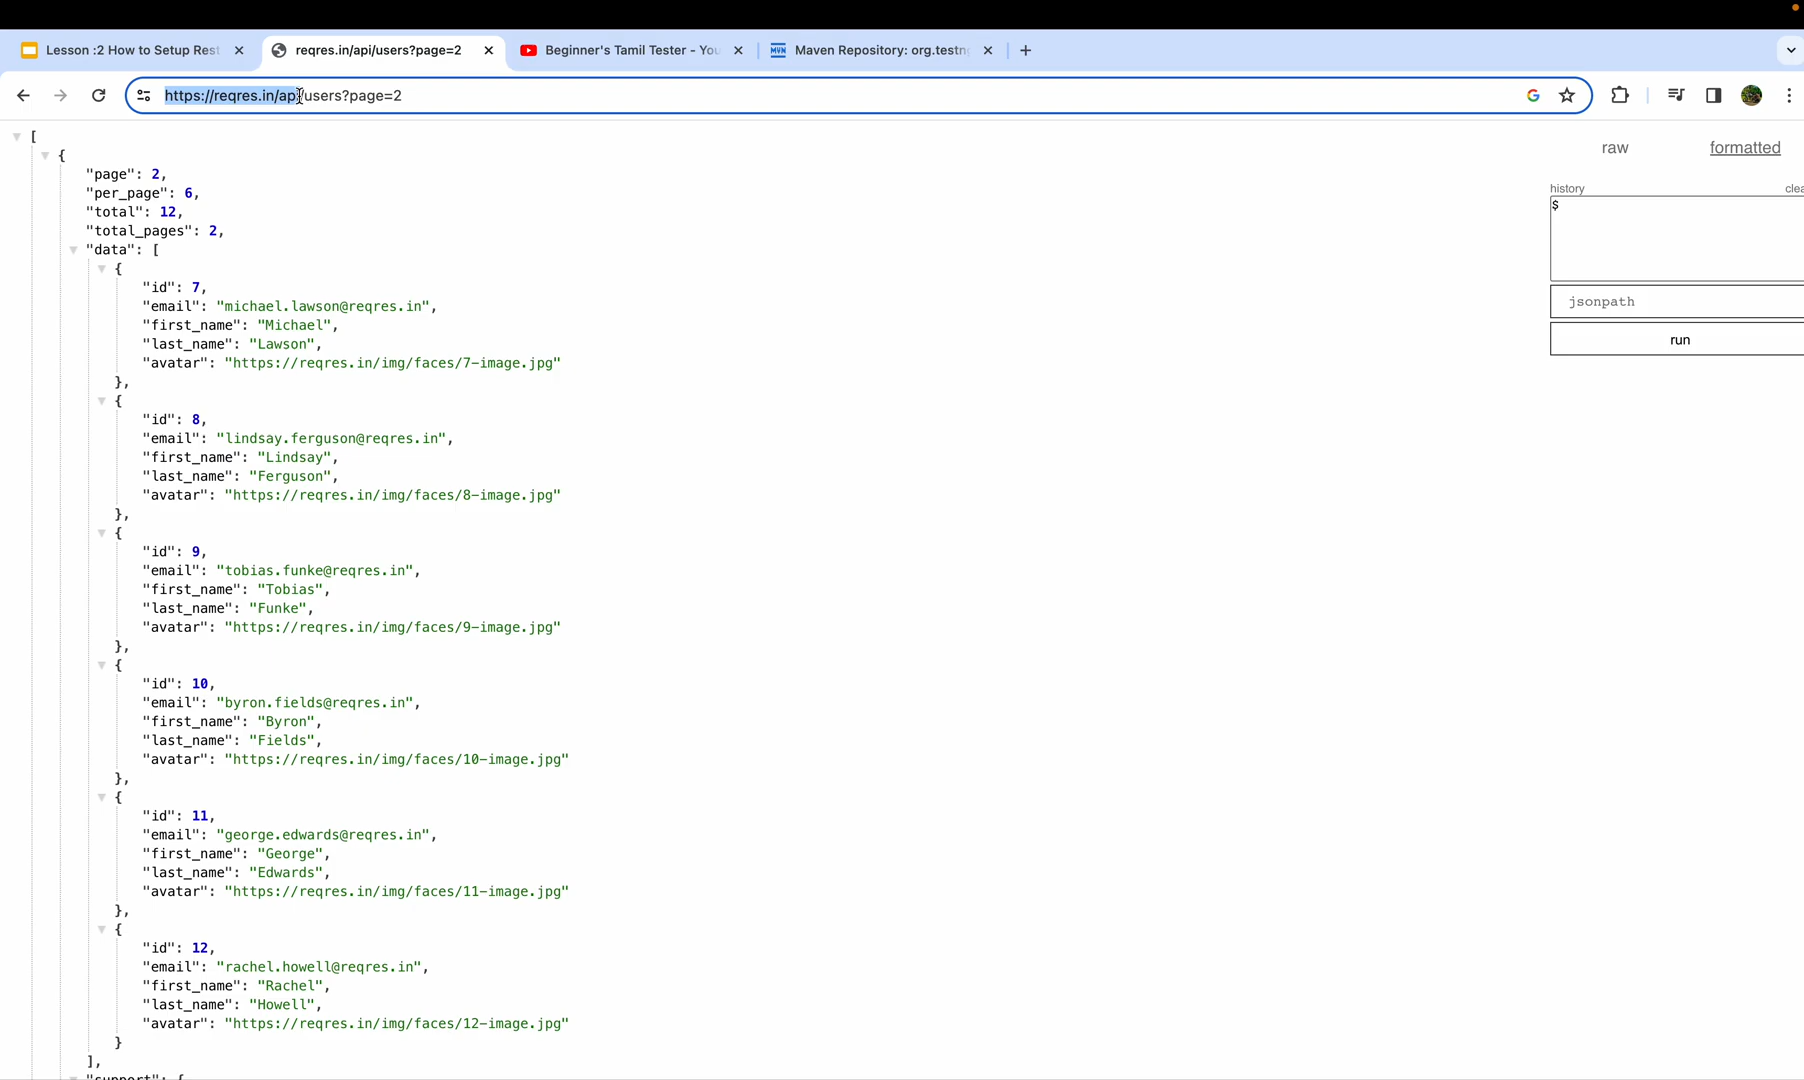 Lesson :2 How to Setup Rest
reqres.in/api/users?page=2
Beginner's Tamil Tester - You
MVN Maven Repository: org.testng
https://reqres.in/api/users?page=2
raw formatted
history clea
$
jsonpath
run
[
{
"page": 2,
"per_page": 6,
"total": 12,
"total_pages": 2,
"data": [
{
"id": 7,
"email": "michael.lawson@reqres.in",
"first_name": "Michael",
"last_name": "Lawson",
"avatar": "https://reqres.in/img/faces/7-image.jpg"
},
{
"id": 8,
"email": "lindsay.ferguson@reqres.in",
"first_name": "Lindsay",
"last_name": "Ferguson",
"avatar": "https://reqres.in/img/faces/8-image.jpg"
},
{
"id": 9,
"email": "tobias.funke@reqres.in",
"first_name": "Tobias",
"last_name": "Funke",
"avatar": "https://reqres.in/img/faces/9-image.jpg"
},
{
"id": 10,
"email": "byron.fields@reqres.in",
"first_name": "Byron",
"last_name": "Fields",
"avatar": "https://reqres.in/img/faces/10-image.jpg"
},
{
"id": 11,
"email": "george.edwards@reqres.in",
"first_name": "George",
"last_name": "Edwards",
"avatar": "https://reqres.in/img/faces/11-image.jpg"
},
{
"id": 12,
"email": "rachel.howell@reqres.in",
"first_name": "Rachel",
"last_name": "Howell",
"avatar": "https://reqres.in/img/faces/12-image.jpg"
}
],
"support": {